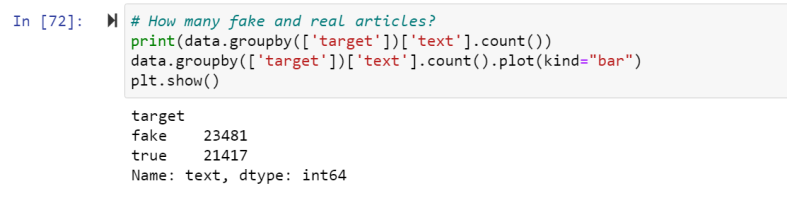 In [72]:
# How many fake and real articles?
print(data.groupby(['target'])['text'].count())
data.groupby(['target'])['text'].count().plot(kind="bar")
plt.show()
target
fake    23481
true    21417
Name: text, dtype: int64